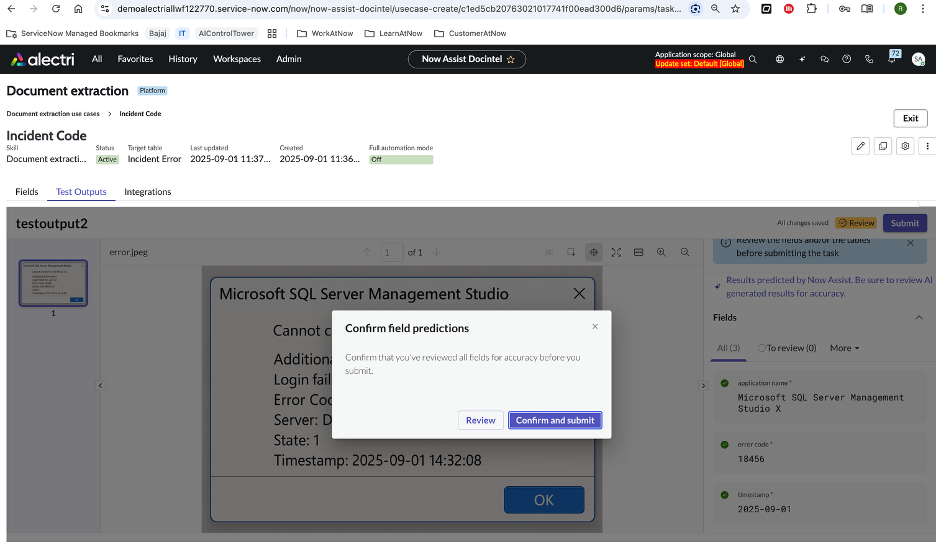 demoalectriallwf122770.service-now.com/now/now-assist-docintel/usecase-create/c1ed5cb20763021017741f00ead300d6/params/task...
ServiceNow Managed Bookmarks Bajaj IT AIControlTower WorkAtNow LearnAtNow CustomerAtNow
alectri All Favorites History Workspaces Admin Now Assist Docintel Application scope: Global
Update set: Default [Global] 72 SA
Document extraction Platform
Document extraction use cases > Incident Code
Exit
Incident Code
Skill Status Target table Last updated Created Full automation mode
Document extracti... Active Incident Error 2025-09-01 11:37... 2025-09-01 11:36... Off
Fields Test Outputs Integrations
testoutput2 All changes saved Review Submit
error.jpeg 1 of 1
Review the fields and/or the tables
before submitting the task
Results predicted by Now Assist. Be sure to review AI
generated results for accuracy.
1
Fields
All (3) To review (0) More
application name *
Microsoft SQL Server Management
Studio X
error code *
18456
timestamp *
2025-09-01
Microsoft SQL Server Management Studio
Cannot c
Additiona
Login fail
Error Cod
Server: D
State: 1
Timestamp: 2025-09-01 14:32:08
OK
Confirm field predictions
Confirm that you've reviewed all fields for accuracy before you
submit.
Review Confirm and submit